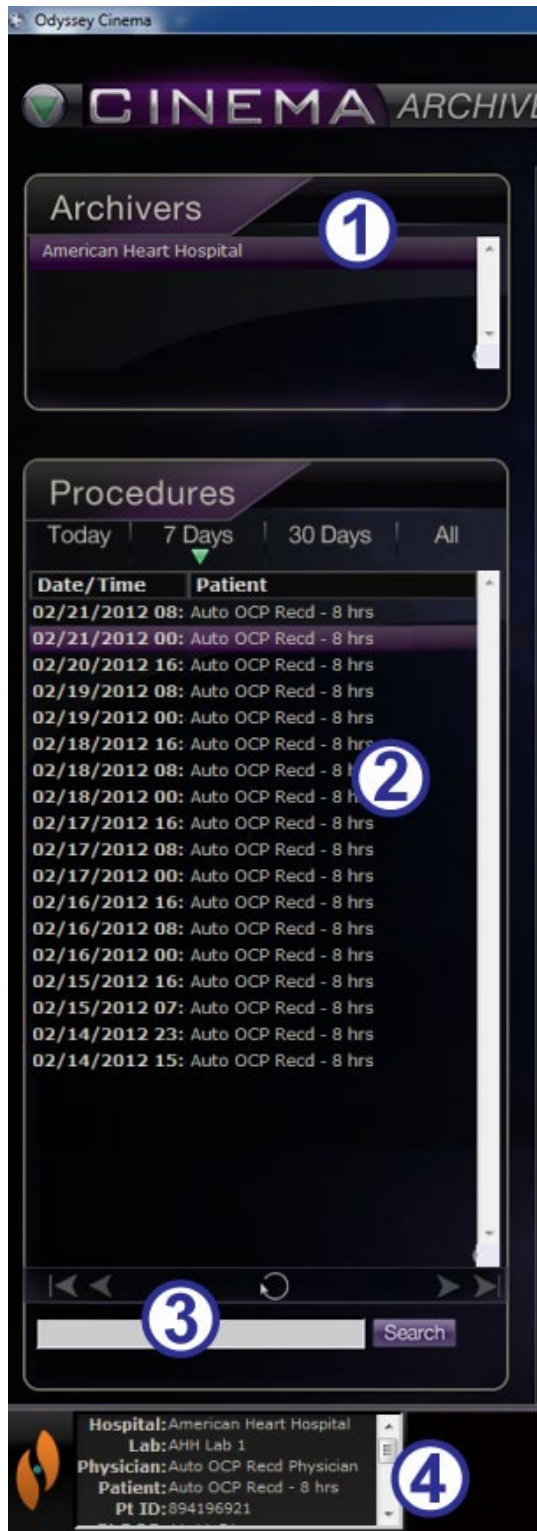 Odyssey Cinema
CINEMA ARCHIVE
Archivers
1
American Heart Hospital
Procedures
Today 7 Days 30 Days All
Date/Time Patient
02/21/2012 08: Auto OCP Recd - 8 hrs
02/21/2012 00: Auto OCP Recd - 8 hrs
02/20/2012 16: Auto OCP Recd - 8 hrs
02/19/2012 08: Auto OCP Recd - 8 hrs
02/19/2012 00: Auto OCP Recd - 8 hrs
02/18/2012 16: Auto OCP Recd - 8 hrs
02/18/2012 08: Auto OCP Recd - 8
2
02/18/2012 00: Auto OCP Recd - 8
02/17/2012 16: Auto OCP Recd - 8 hrs
02/17/2012 08: Auto OCP Recd - 8 hrs
02/17/2012 00: Auto OCP Recd - 8 hrs
02/16/2012 16: Auto OCP Recd - 8 hrs
02/16/2012 08: Auto OCP Recd - 8 hrs
02/16/2012 00: Auto OCP Recd - 8 hrs
02/15/2012 16: Auto OCP Recd - 8 hrs
02/15/2012 07: Auto OCP Recd - 8 hrs
02/14/2012 23: Auto OCP Recd - 8 hrs
02/14/2012 15: Auto OCP Recd - 8 hrs
3
Search
Hospital: American Heart Hospital
Lab: AHH Lab 1
Physician: Auto OCP Recd Physician
Patient: Auto OCP Recd - 8 hrs
Pt ID: 894196921
4